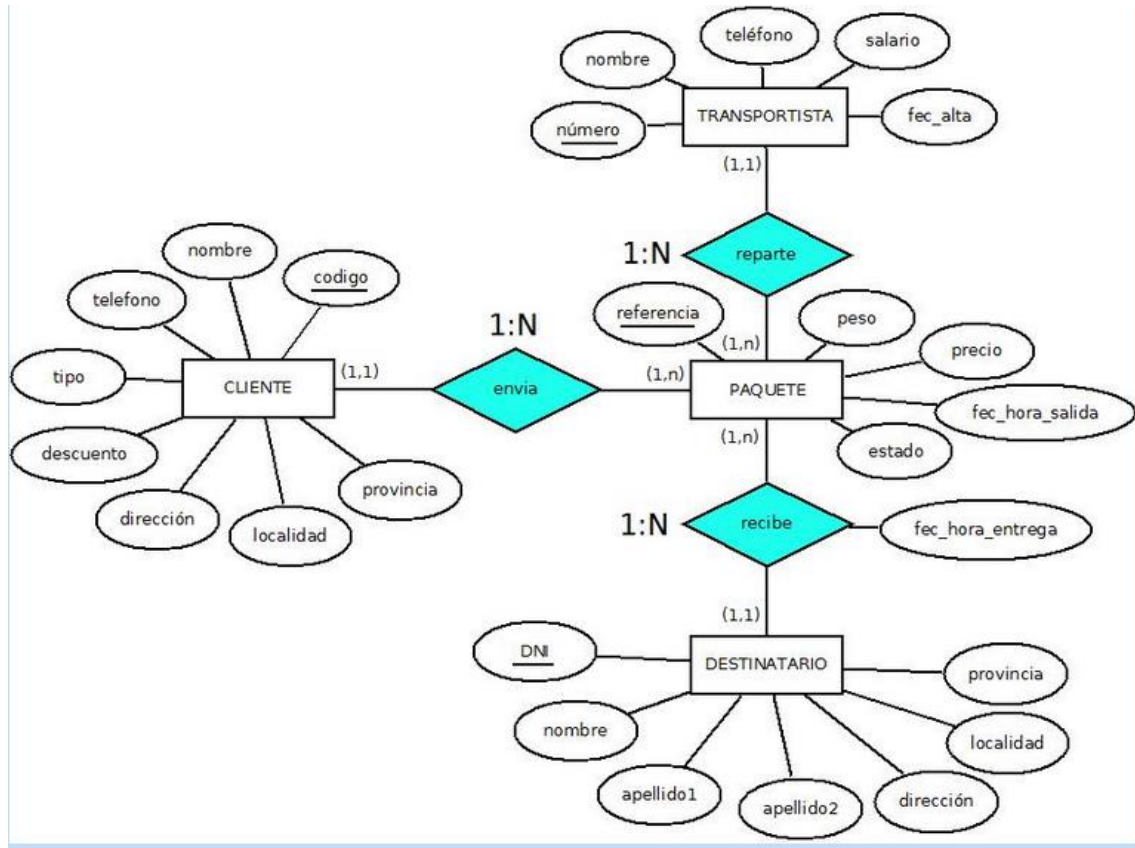 teléfono
salario
nombre
fec_alta
TRANSPORTISTA
número
(1,1)
1:N
reparte
nombre
codigo
telefono
referencia
peso
precio
(1,n)
1:N
tipo
CLIENTE
(1,1)
envia
(1,n)
PAQUETE
fec_hora_salida
(1,n)
estado
descuento
provincia
dirección
localidad
1:N
recibe
fec_hora_entrega
(1,1)
DNI
DESTINATARIO
provincia
nombre
localidad
apellido1
apellido2
dirección